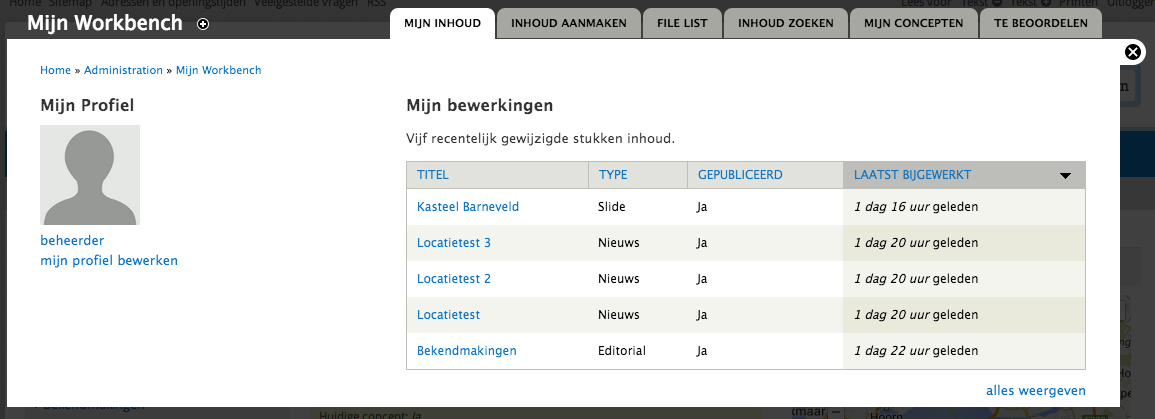 Home Sitemap Adressen en openingstijden Veelgestelde vragen RSS
Lees voor Tekst Tekst Printen Uitloggen
Mijn Workbench
MIJN INHOUD INHOUD AANMAKEN FILE LIST INHOUD ZOEKEN MIJN CONCEPTEN TE BEOORDELEN
Home » Administration » Mijn Workbench
Mijn Profiel
beheerder
mijn profiel bewerken
Mijn bewerkingen
Vijf recentelijk gewijzigde stukken inhoud.
TITEL TYPE GEPUBLICEERD LAATST BIJGEWERKT
Kasteel Barneveld Slide Ja 1 dag 16 uur geleden
Locatietest 3 Nieuws Ja 1 dag 20 uur geleden
Locatietest 2 Nieuws Ja 1 dag 20 uur geleden
Locatietest Nieuws Ja 1 dag 20 uur geleden
Bekendmakingen Editorial Ja 1 dag 22 uur geleden
alles weergeven
Bekendmakingen
Huidige concept: Ja
kmaar
Hoorn